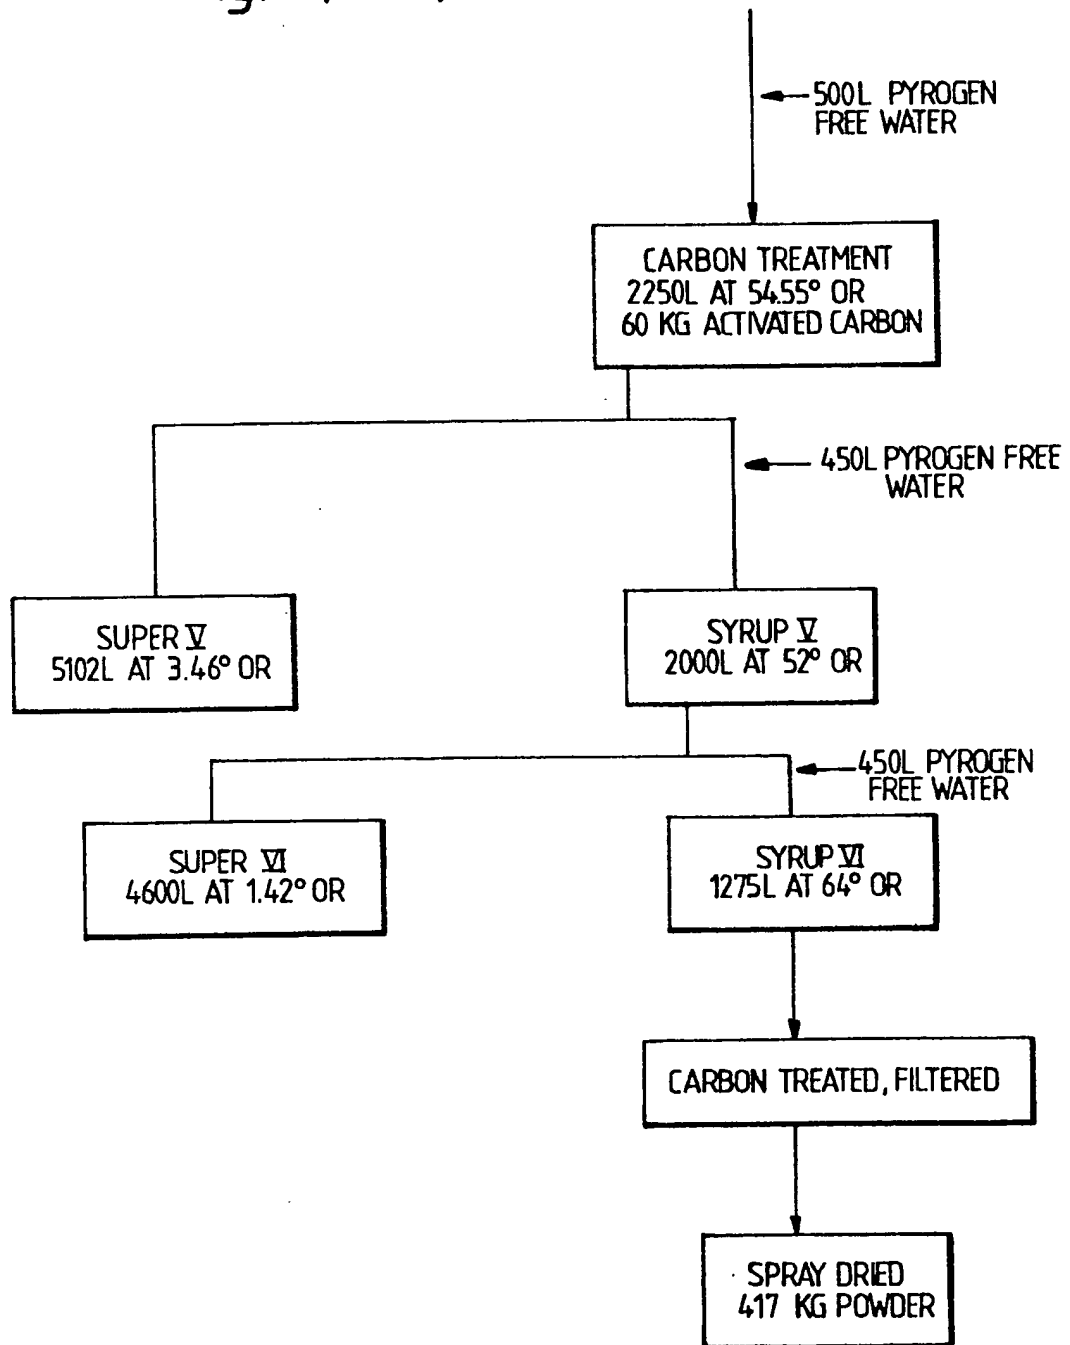 500L PYROGEN
FREE WATER
CARBON TREATMENT
2250L AT 54.55° OR
60 KG ACTIVATED CARBON
450L PYROGEN FREE
WATER
SUPER V
5102L AT 3.46° OR
SYRUP V
2000L AT 52° OR
450L PYROGEN
FREE WATER
SUPER VI
4600L AT 1.42° OR
SYRUP VI
1275L AT 64° OR
CARBON TREATED, FILTERED
SPRAY DRIED
417 KG POWDER